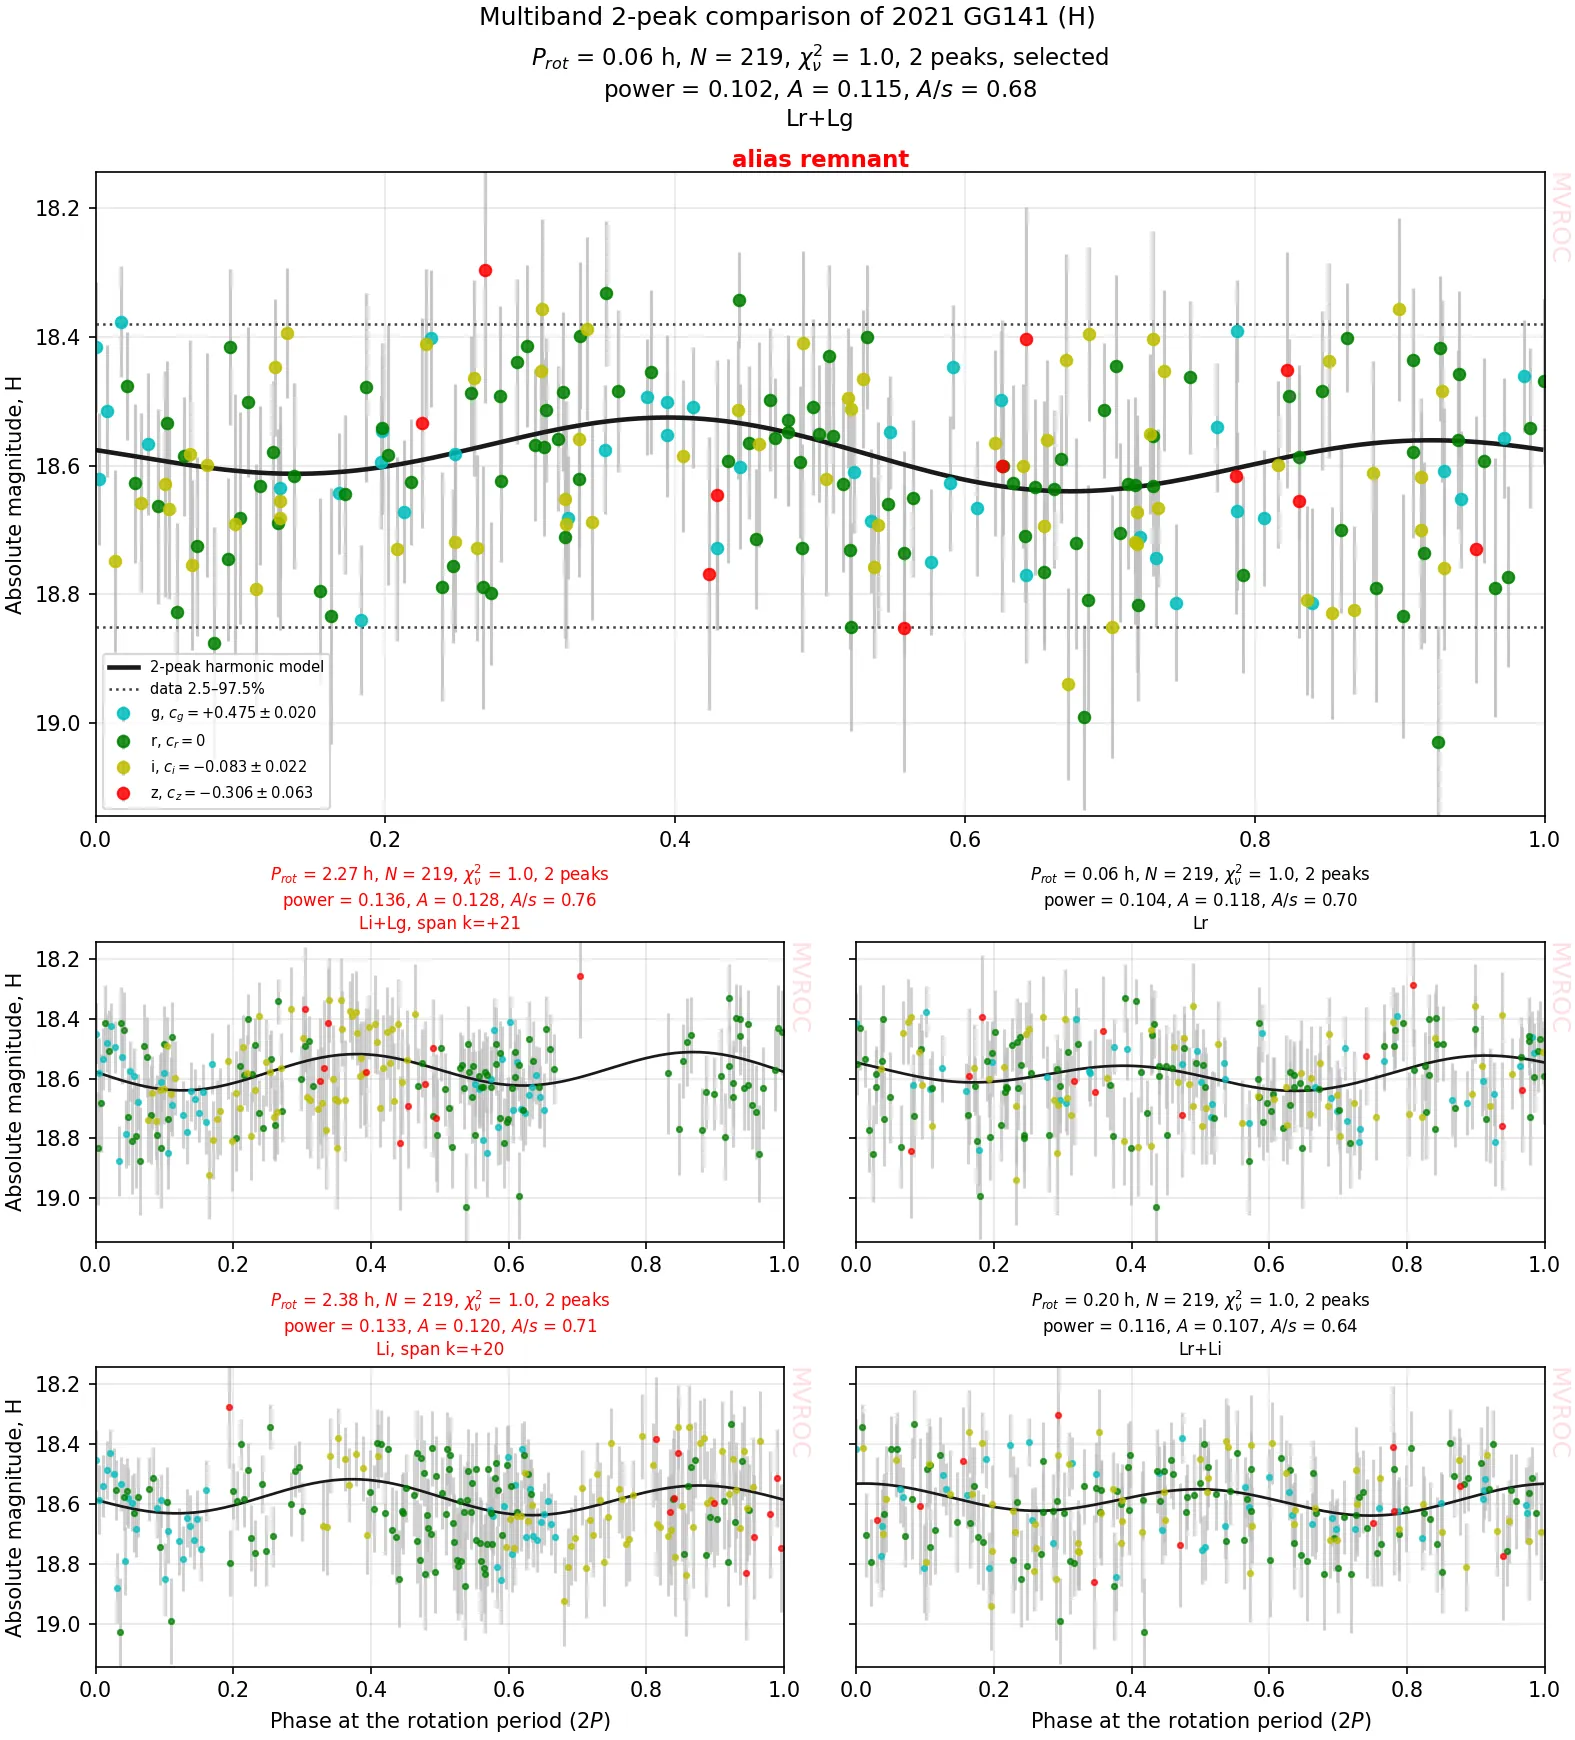 Multiband 2-peak comparison of 2021 GG141 (H)
P_rot = 0.06 h, N = 219, χ²_ν = 1.0, 2 peaks, selected
power = 0.102, A = 0.115, A/s = 0.68
Lr+Lg
alias remnant
MVROC
Absolute magnitude, H
18.2
18.4
18.6
18.8
19.0
2-peak harmonic model
data 2.5–97.5%
g, c_g = +0.475 ± 0.020
r, c_r = 0
i, c_i = −0.083 ± 0.022
z, c_z = −0.306 ± 0.063
0.0 0.2 0.4 0.6 0.8 1.0
P_rot = 2.27 h, N = 219, χ²_ν = 1.0, 2 peaks
power = 0.136, A = 0.128, A/s = 0.76
Li+Lg, span k=+21
MVROC
Absolute magnitude, H
18.2
18.4
18.6
18.8
19.0
0.0 0.2 0.4 0.6 0.8 1.0
P_rot = 0.06 h, N = 219, χ²_ν = 1.0, 2 peaks
power = 0.104, A = 0.118, A/s = 0.70
Lr
MVROC
0.0 0.2 0.4 0.6 0.8 1.0
P_rot = 2.38 h, N = 219, χ²_ν = 1.0, 2 peaks
power = 0.133, A = 0.120, A/s = 0.71
Li, span k=+20
MVROC
Absolute magnitude, H
18.2
18.4
18.6
18.8
19.0
0.0 0.2 0.4 0.6 0.8 1.0
Phase at the rotation period (2P)
P_rot = 0.20 h, N = 219, χ²_ν = 1.0, 2 peaks
power = 0.116, A = 0.107, A/s = 0.64
Lr+Li
MVROC
0.0 0.2 0.4 0.6 0.8 1.0
Phase at the rotation period (2P)